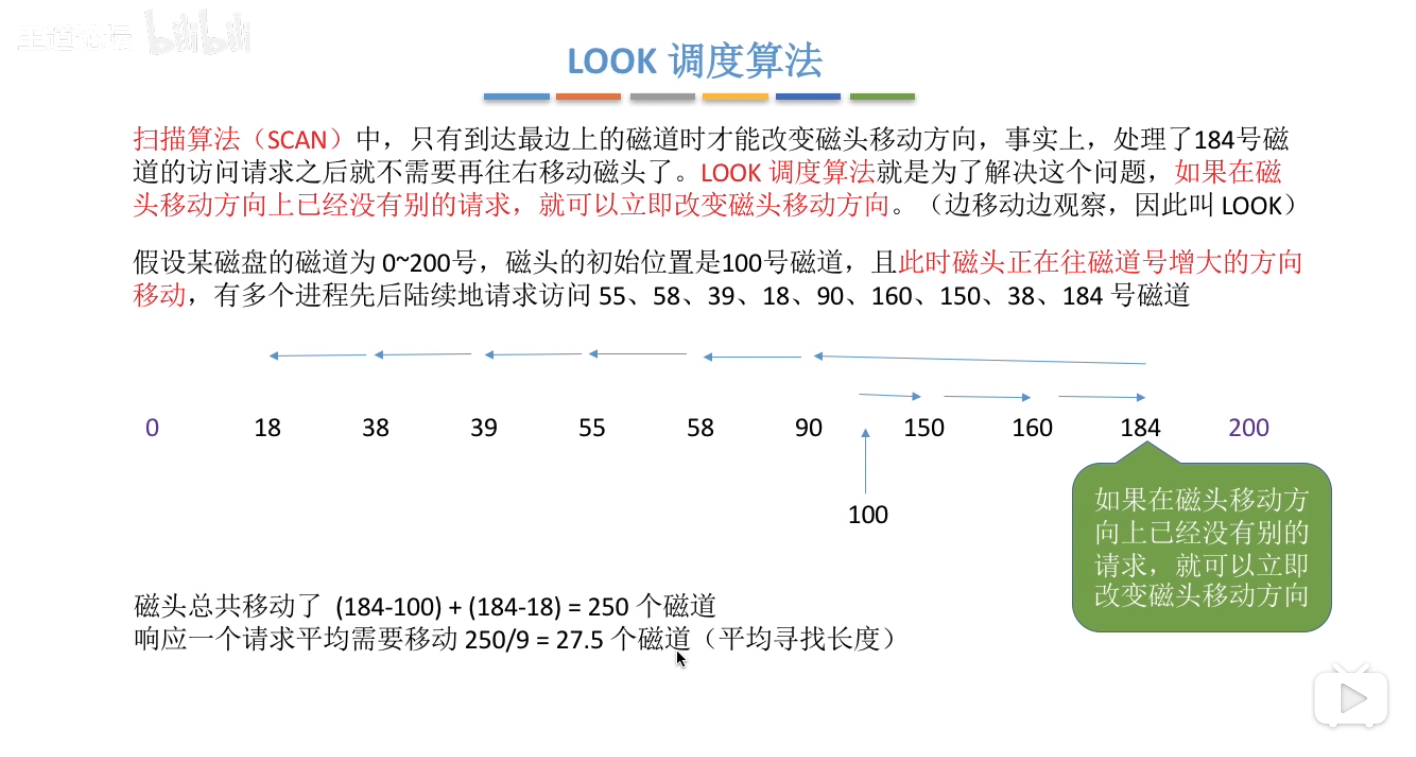 王道论坛 bilibili
LOOK 调度算法
扫描算法（SCAN）中，只有到达最边上的磁道时才能改变磁头移动方向，事实上，处理了184号磁
道的访问请求之后就不需要再往右移动磁头了。LOOK 调度算法就是为了解决这个问题，如果在磁
头移动方向上已经没有别的请求，就可以立即改变磁头移动方向。（边移动边观察，因此叫 LOOK）
假设某磁盘的磁道为 0~200号，磁头的初始位置是100号磁道，且此时磁头正在往磁道号增大的方向
移动，有多个进程先后陆续地请求访问 55、58、39、18、90、160、150、38、184 号磁道
0 18 38 39 55 58 90 150 160 184 200
100
如果在磁头移动方
向上已经没有别的
请求，就可以立即
改变磁头移动方向
磁头总共移动了 (184-100) + (184-18) = 250 个磁道
响应一个请求平均需要移动 250/9 = 27.5 个磁道（平均寻找长度）